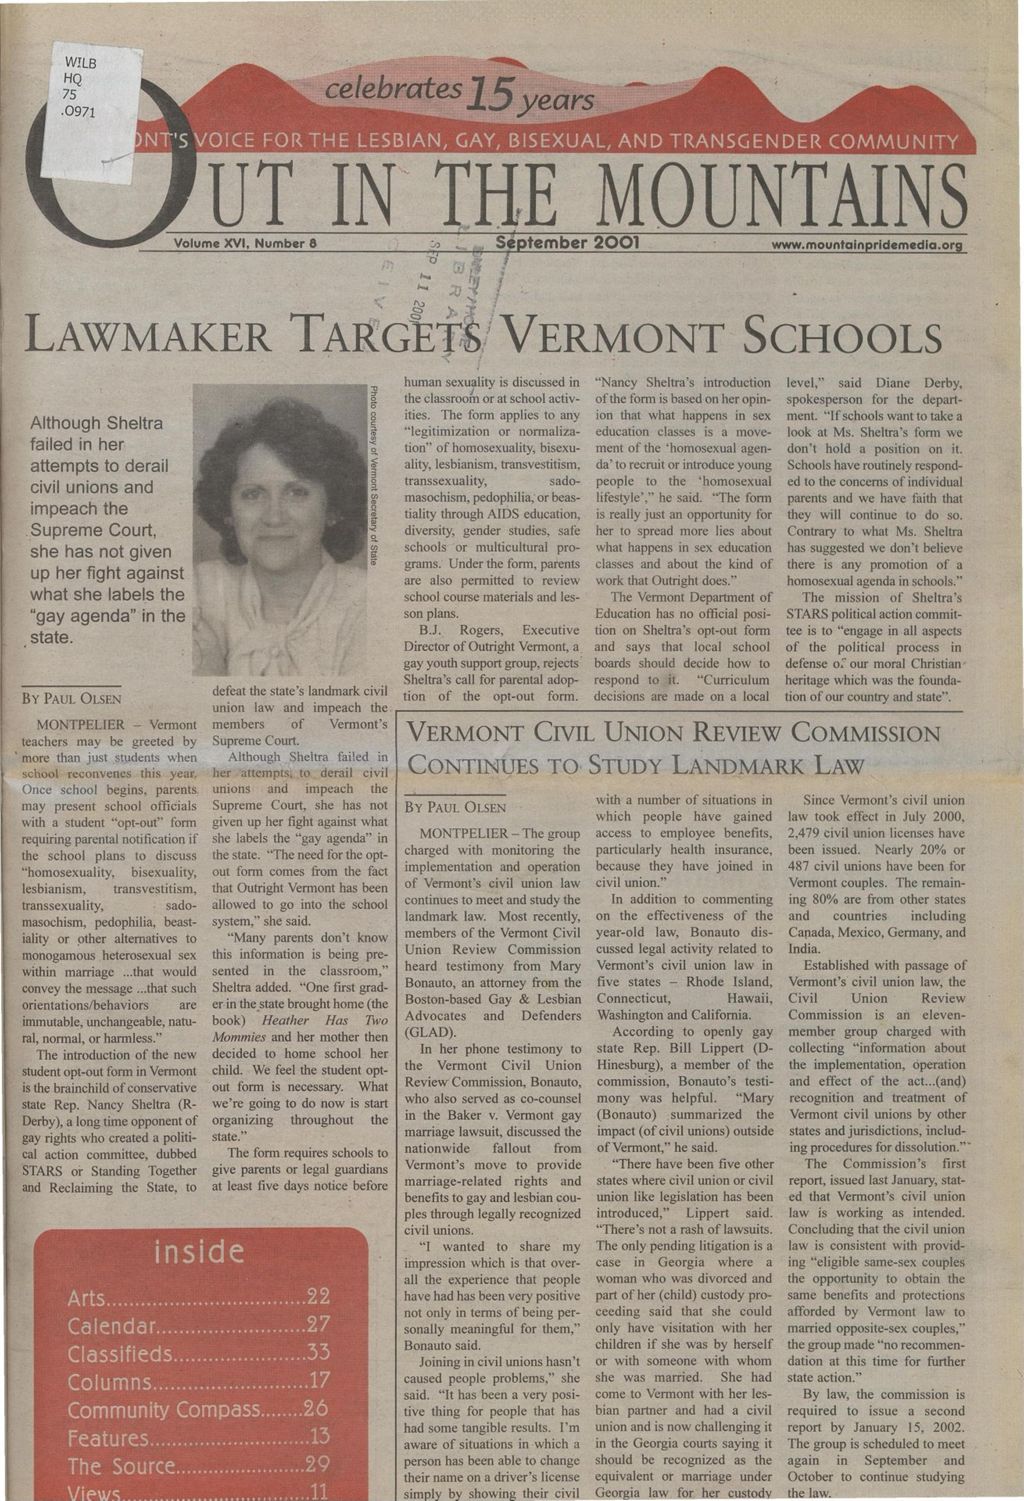 WILB
HQ
75
.O971
celebrates 15 years
ONT'S VOICE FOR THE LESBIAN, GAY, BISEXUAL, AND TRANSGENDER COMMUNITY
OUT IN THE MOUNTAINS
Volume XVI, Number 8
September 2001
www.mountainpridemedia.org
SEP 11 2001
LIBRARY
LAWMAKER TARGETS VERMONT SCHOOLS
Although Sheltra
failed in her
attempts to derail
civil unions and
impeach the
Supreme Court,
she has not given
up her fight against
what she labels the
“gay agenda” in the
state.
Photo courtesy of Vermont Secretary of State
BY PAUL OLSEN
MONTPELIER – Vermont
teachers may be greeted by
more than just students when
school reconvenes this year.
Once school begins, parents
may present school officials
with a student “opt-out” form
requiring parental notification if
the school plans to discuss
“homosexuality, bisexuality,
lesbianism, transvestitism,
transsexuality, sado-
masochism, pedophilia, beast-
iality or other alternatives to
monogamous heterosexual sex
within marriage ...that would
convey the message ...that such
orientations/behaviors are
immutable, unchangeable, natu-
ral, normal, or harmless.”
The introduction of the new
student opt-out form in Vermont
is the brainchild of conservative
state Rep. Nancy Sheltra (R-
Derby), a long time opponent of
gay rights who created a politi-
cal action committee, dubbed
STARS or Standing Together
and Reclaiming the State, to
defeat the state's landmark civil
union law and impeach the
members of Vermont's
Supreme Court.
Although Sheltra failed in
her attempts, to derail civil
unions and impeach the
Supreme Court, she has not
given up her fight against what
she labels the “gay agenda” in
the state. “The need for the opt-
out form comes from the fact
that Outright Vermont has been
allowed to go into the school
system,” she said.
“Many parents don't know
this information is being pre-
sented in the classroom,”
Sheltra added. “One first grad-
er in the state brought home (the
book) Heather Has Two
Mommies and her mother then
decided to home school her
child. We feel the student opt-
out form is necessary. What
we're going to do now is start
organizing throughout the
state.”
The form requires schools to
give parents or legal guardians
at least five days notice before
human sexuality is discussed in
the classroom or at school activ-
ities. The form applies to any
“legitimization or normaliza-
tion” of homosexuality, bisexu-
ality, lesbianism, transvestitism,
transsexuality, sado-
masochism, pedophilia, or beas-
tiality through AIDS education,
diversity, gender studies, safe
schools or multicultural pro-
grams. Under the form, parents
are also permitted to review
school course materials and les-
son plans.
B.J. Rogers, Executive
Director of Outright Vermont, a
gay youth support group, rejects
Sheltra's call for parental adop-
tion of the opt-out form.
“Nancy Sheltra's introduction
of the form is based on her opin-
ion that what happens in sex
education classes is a move-
ment of the ‘homosexual agen-
da’ to recruit or introduce young
people to the ‘homosexual
lifestyle’,” he said. “The form
is really just an opportunity for
her to spread more lies about
what happens in sex education
classes and about the kind of
work that Outright does.”
The Vermont Department of
Education has no official posi-
tion on Sheltra's opt-out form
and says that local school
boards should decide how to
respond to it. “Curriculum
decisions are made on a local
level,” said Diane Derby,
spokesperson for the depart-
ment. “If schools want to take a
look at Ms. Sheltra's form we
don't hold a position on it.
Schools have routinely respond-
ed to the concerns of individual
parents and we have faith that
they will continue to do so.
Contrary to what Ms. Sheltra
has suggested we don't believe
there is any promotion of a
homosexual agenda in schools.”
The mission of Sheltra's
STARS political action commit-
tee is to “engage in all aspects
of the political process in
defense of our moral Christian
heritage which was the founda-
tion of our country and state”.
VERMONT CIVIL UNION REVIEW COMMISSION
CONTINUES TO STUDY LANDMARK LAW
BY PAUL OLSEN
MONTPELIER – The group
charged with monitoring the
implementation and operation
of Vermont's civil union law
continues to meet and study the
landmark law. Most recently,
members of the Vermont Civil
Union Review Commission
heard testimony from Mary
Bonauto, an attorney from the
Boston-based Gay & Lesbian
Advocates and Defenders
(GLAD).
In her phone testimony to
the Vermont Civil Union
Review Commission, Bonauto,
who also served as co-counsel
in the Baker v. Vermont gay
marriage lawsuit, discussed the
nationwide fallout from
Vermont's move to provide
marriage-related rights and
benefits to gay and lesbian cou-
ples through legally recognized
civil unions.
“I wanted to share my
impression which is that over-
all the experience that people
have had has been very positive
not only in terms of being per-
sonally meaningful for them,”
Bonauto said.
Joining in civil unions hasn't
caused people problems,” she
said. “It has been a very posi-
tive thing for people that has
had some tangible results. I'm
aware of situations in which a
person has been able to change
their name on a driver's license
simply by showing their civil
with a number of situations in
which people have gained
access to employee benefits,
particularly health insurance,
because they have joined in
civil union.”
In addition to commenting
on the effectiveness of the
year-old law, Bonauto dis-
cussed legal activity related to
Vermont's civil union law in
five states – Rhode Island,
Connecticut, Hawaii,
Washington and California.
According to openly gay
state Rep. Bill Lippert (D-
Hinesburg), a member of the
commission, Bonauto's testi-
mony was helpful. “Mary
(Bonauto) summarized the
impact (of civil unions) outside
of Vermont,” he said.
“There have been five other
states where civil union or civil
union like legislation has been
introduced,” Lippert said.
“There's not a rash of lawsuits.
The only pending litigation is a
case in Georgia where a
woman who was divorced and
part of her (child) custody pro-
ceeding said that she could
only have visitation with her
children if she was by herself
or with someone with whom
she was married. She had
come to Vermont with her les-
bian partner and had a civil
union and is now challenging it
in the Georgia courts saying it
should be recognized as the
equivalent or marriage under
Georgia law for her custody
Since Vermont's civil union
law took effect in July 2000,
2,479 civil union licenses have
been issued. Nearly 20% or
487 civil unions have been for
Vermont couples. The remain-
ing 80% are from other states
and countries including
Canada, Mexico, Germany, and
India.
Established with passage of
Vermont's civil union law, the
Civil Union Review
Commission is an eleven-
member group charged with
collecting “information about
the implementation, operation
and effect of the act...(and)
recognition and treatment of
Vermont civil unions by other
states and jurisdictions, includ-
ing procedures for dissolution.”
The Commission's first
report, issued last January, stat-
ed that Vermont's civil union
law is working as intended.
Concluding that the civil union
law is consistent with provid-
ing “eligible same-sex couples
the opportunity to obtain the
same benefits and protections
afforded by Vermont law to
married opposite-sex couples,”
the group made “no recommen-
dation at this time for further
state action.”
By law, the commission is
required to issue a second
report by January 15, 2002.
The group is scheduled to meet
again in September and
October to continue studying
the law.
inside
Arts....................................22
Calendar...........................27
Classifieds........................33
Columns............................17
Community Compass........26
Features............................13
The Source.......................29
Views.................................11